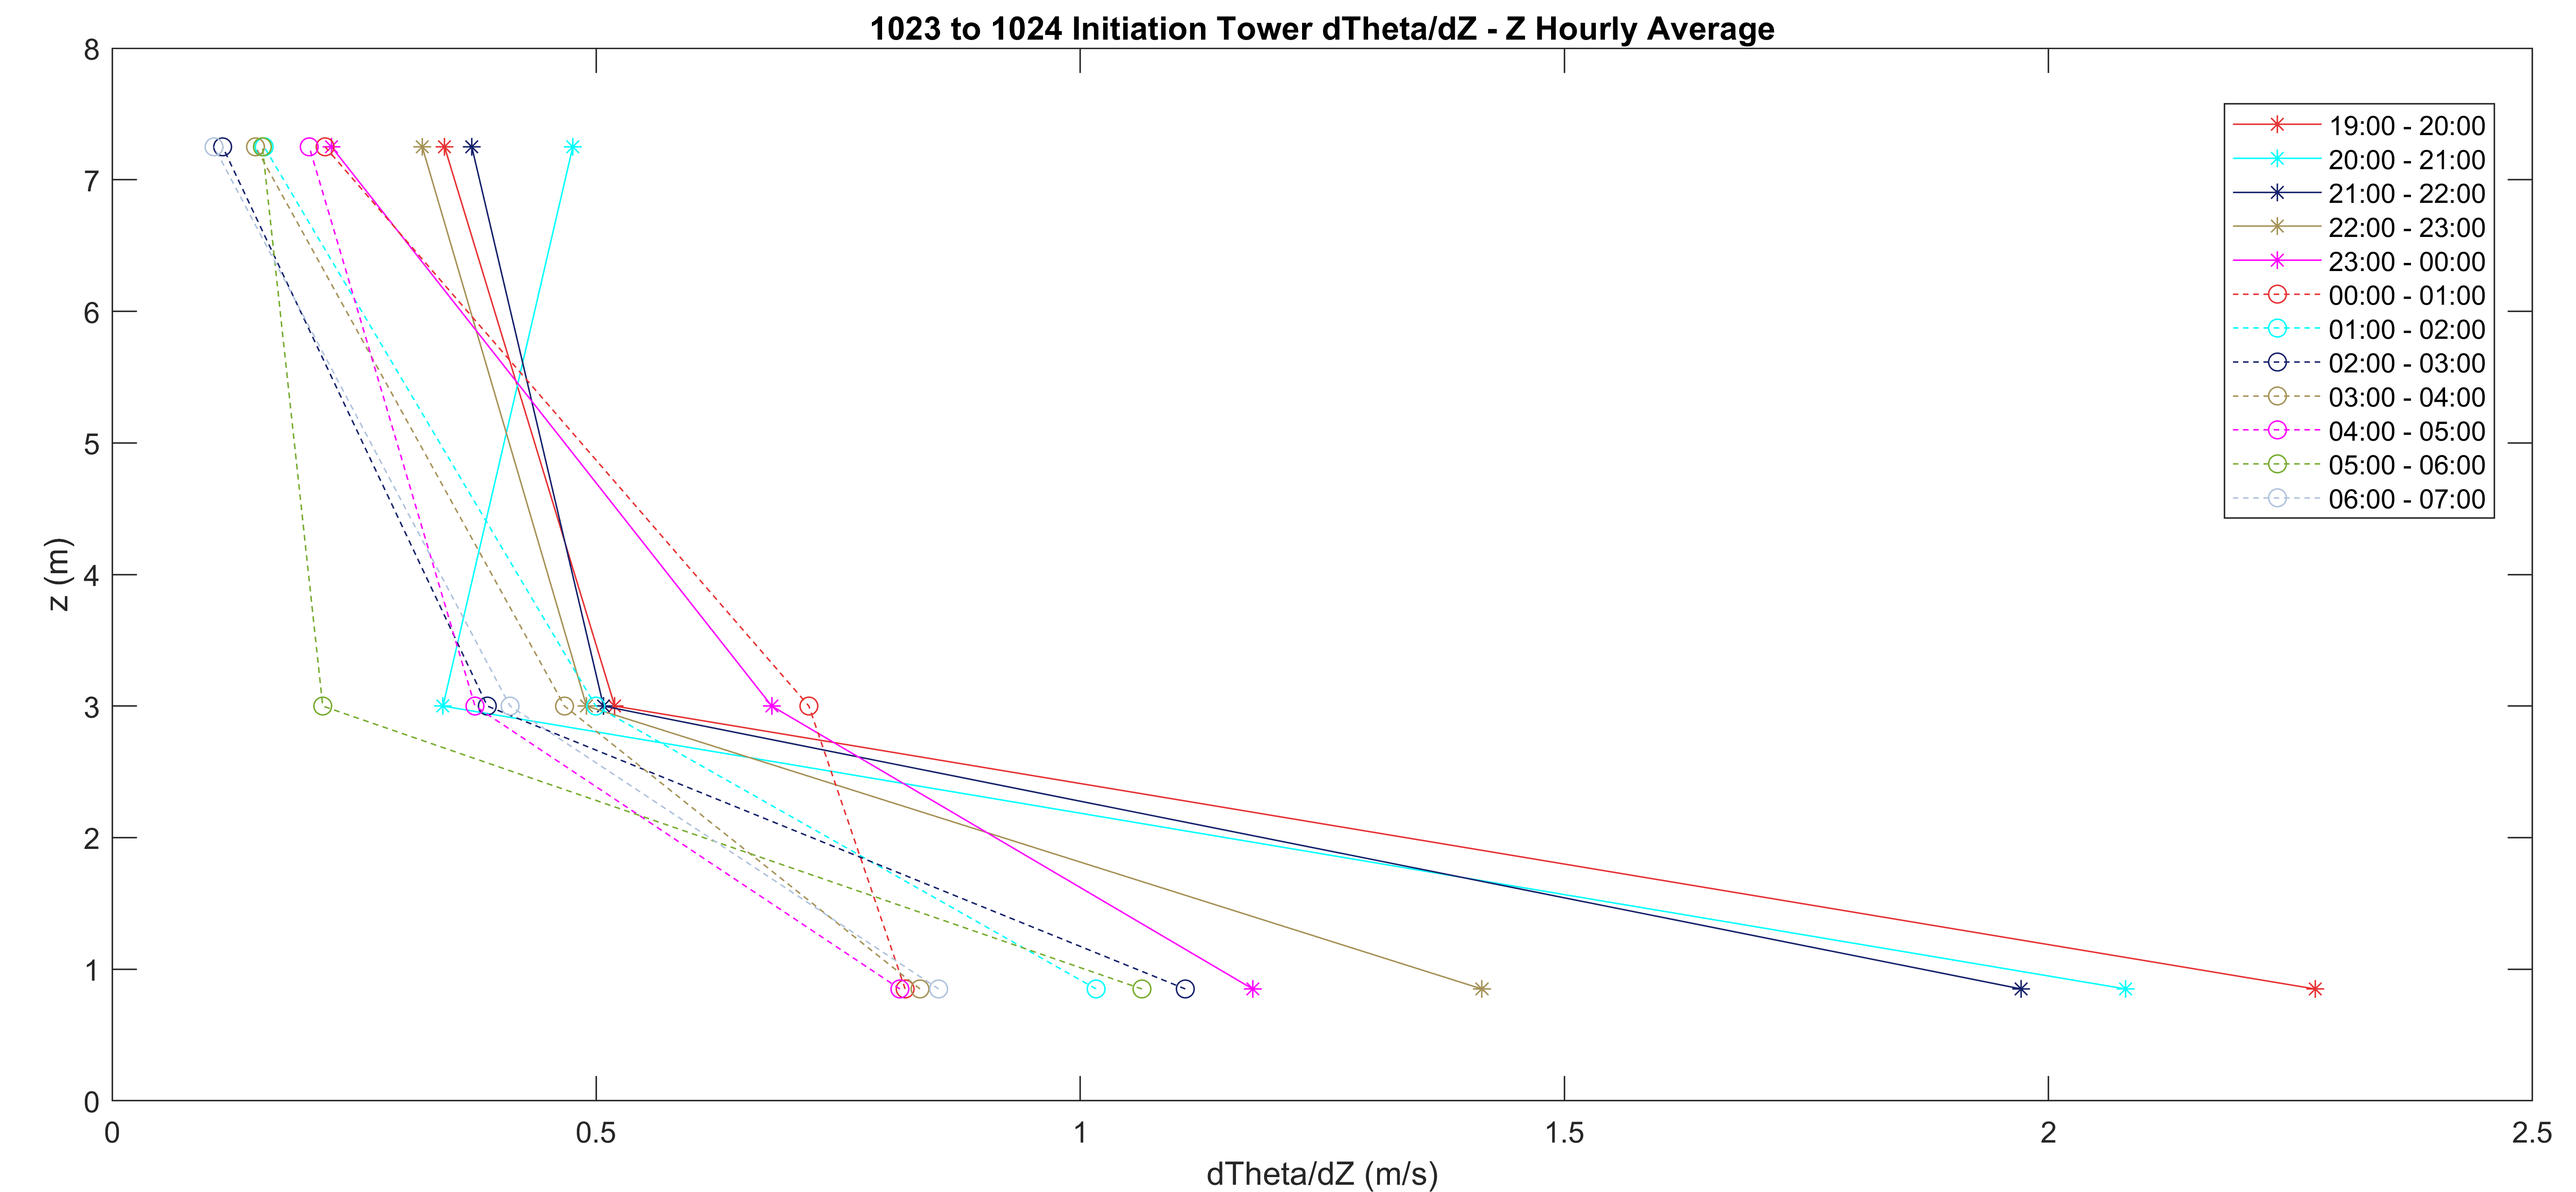 1023 to 1024 Initiation Tower dTheta/dZ - Z Hourly Average
8
7
6
5
4
3
2
1
0
z (m)
19:00 - 20:00
20:00 - 21:00
21:00 - 22:00
22:00 - 23:00
23:00 - 00:00
00:00 - 01:00
01:00 - 02:00
02:00 - 03:00
03:00 - 04:00
04:00 - 05:00
05:00 - 06:00
06:00 - 07:00
0 0.5 1 1.5 2 2.5
dTheta/dZ (m/s)